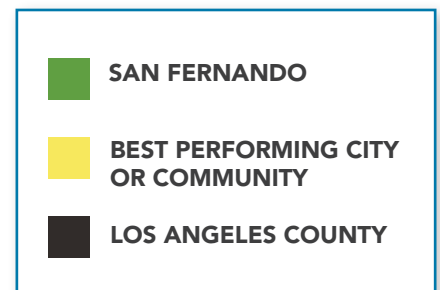 SAN FERNANDO
BEST PERFORMING CITY
OR COMMUNITY
LOS ANGELES COUNTY